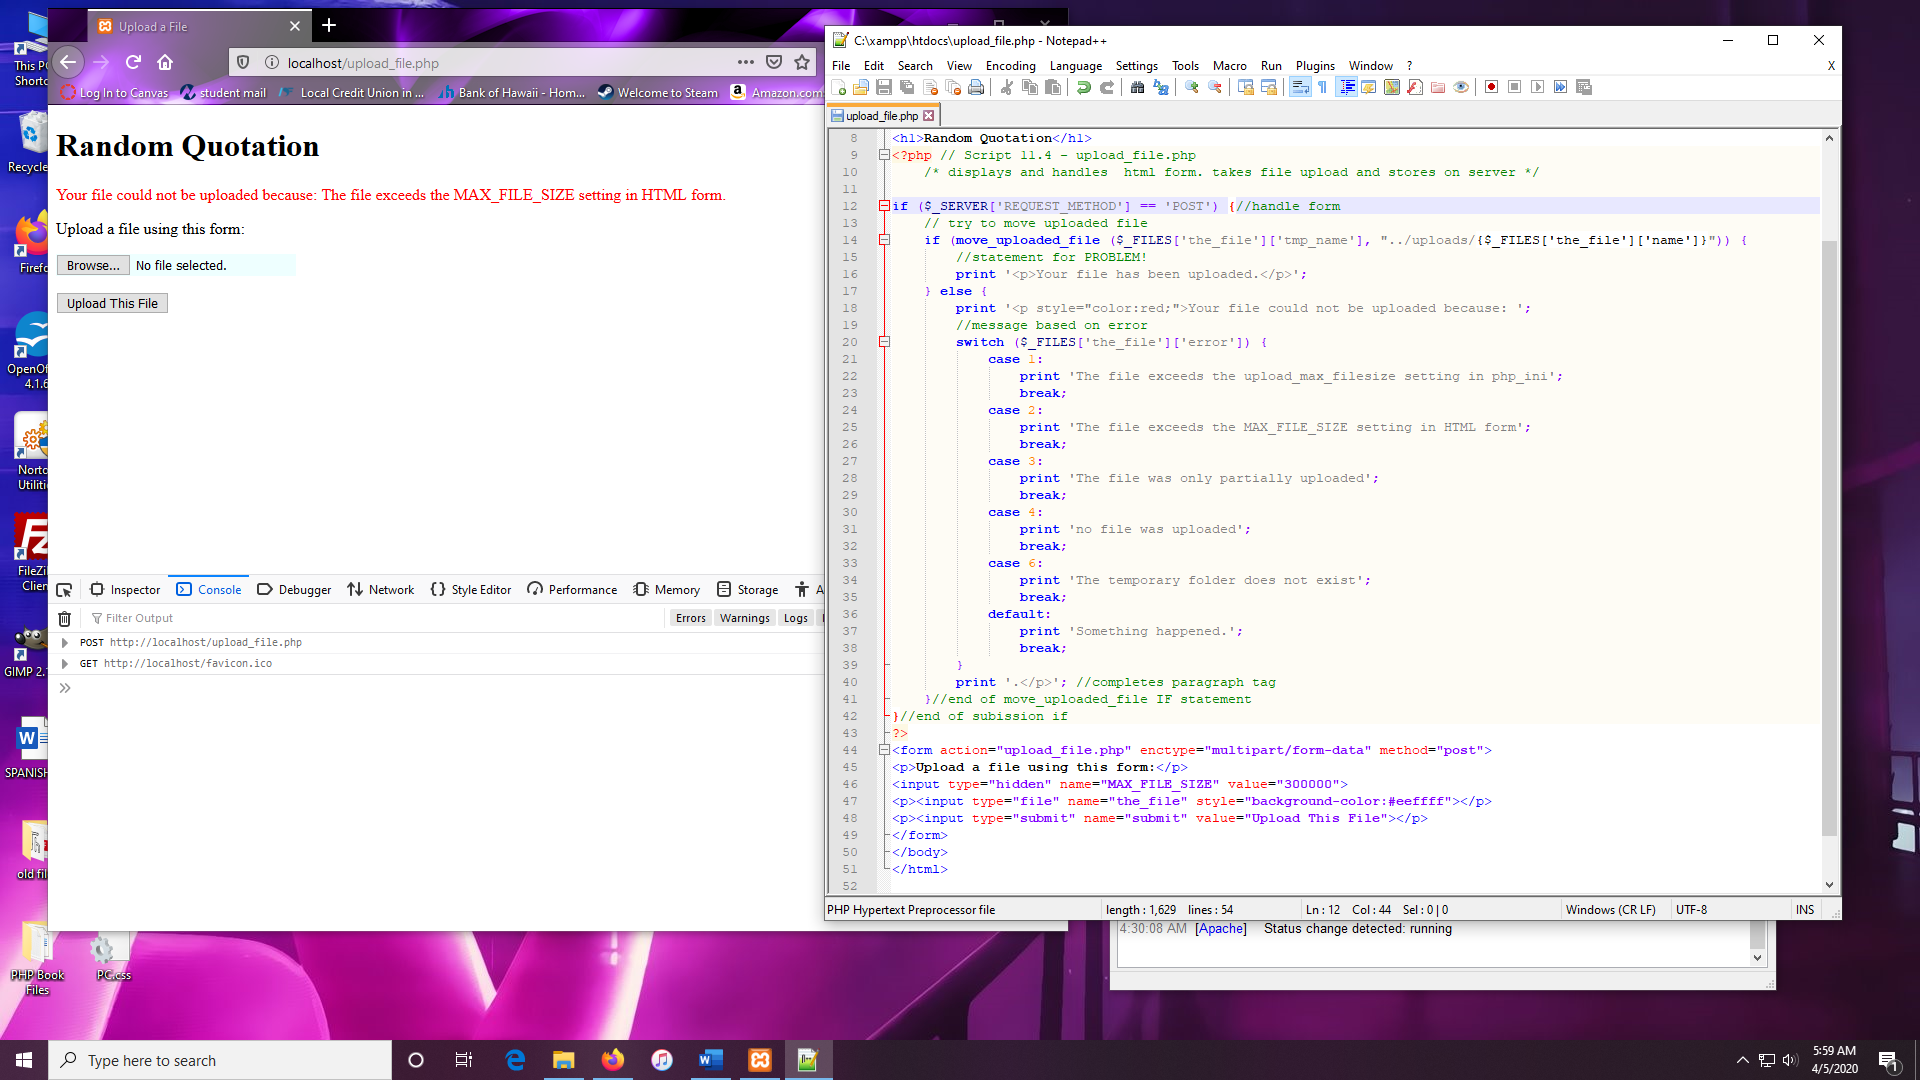 Upload a File
localhost/upload_file.php
Log In to Canvas
student mail
Local Credit Union in ...
Bank of Hawaii - Hom...
Welcome to Steam
Amazon.com
Random Quotation
Your file could not be uploaded because: The file exceeds the MAX_FILE_SIZE setting in HTML form.
Upload a file using this form:
Browse... No file selected.
Upload This File
Inspector
Console
Debugger
Network
Style Editor
Performance
Memory
Storage
Filter Output
Errors
Warnings
Logs
POST http://localhost/upload_file.php
GET http://localhost/favicon.ico
C:\xampp\htdocs\upload_file.php - Notepad++
File Edit Search View Encoding Language Settings Tools Macro Run Plugins Window ? X
upload_file.php
8 <h1>Random Quotation</h1>
9 <?php // Script 11.4 - upload_file.php
10 /* displays and handles html form. takes file upload and stores on server */
11
12 if ($_SERVER['REQUEST_METHOD'] == 'POST') {//handle form
13 // try to move uploaded file
14 if (move_uploaded_file ($_FILES['the_file']['tmp_name'], "../uploads/{$_FILES['the_file']['name']}")) {
15 //statement for PROBLEM!
16 print '<p>Your file has been uploaded.</p>';
17 } else {
18 print '<p style="color:red;">Your file could not be uploaded because: ';
19 //message based on error
20 switch ($_FILES['the_file']['error']) {
21 case 1:
22 print 'The file exceeds the upload_max_filesize setting in php_ini';
23 break;
24 case 2:
25 print 'The file exceeds the MAX_FILE_SIZE setting in HTML form';
26 break;
27 case 3:
28 print 'The file was only partially uploaded';
29 break;
30 case 4:
31 print 'no file was uploaded';
32 break;
33 case 6:
34 print 'The temporary folder does not exist';
35 break;
36 default:
37 print 'Something happened.';
38 break;
39 }
40 print '.</p>'; //completes paragraph tag
41 }//end of move_uploaded_file IF statement
42 }//end of subission if
43 ?>
44 <form action="upload_file.php" enctype="multipart/form-data" method="post">
45 <p>Upload a file using this form:</p>
46 <input type="hidden" name="MAX_FILE_SIZE" value="300000">
47 <p><input type="file" name="the_file" style="background-color:#eeffff"></p>
48 <p><input type="submit" name="submit" value="Upload This File"></p>
49 </form>
50 </body>
51 </html>
52
PHP Hypertext Preprocessor file length : 1,629 lines : 54 Ln : 12 Col : 44 Sel : 0 | 0 Windows (CR LF) UTF-8 INS
4:30:08 AM [Apache] Status change detected: running
This P
Shortc
Recycle
Firef
OpenOf
4.1.6
Norto
Utiliti
FileZi
Clien
GIMP 2.
SPANISH
old fil
PHP Book
Files
PC.css
Type here to search
5:59 AM
4/5/2020
1